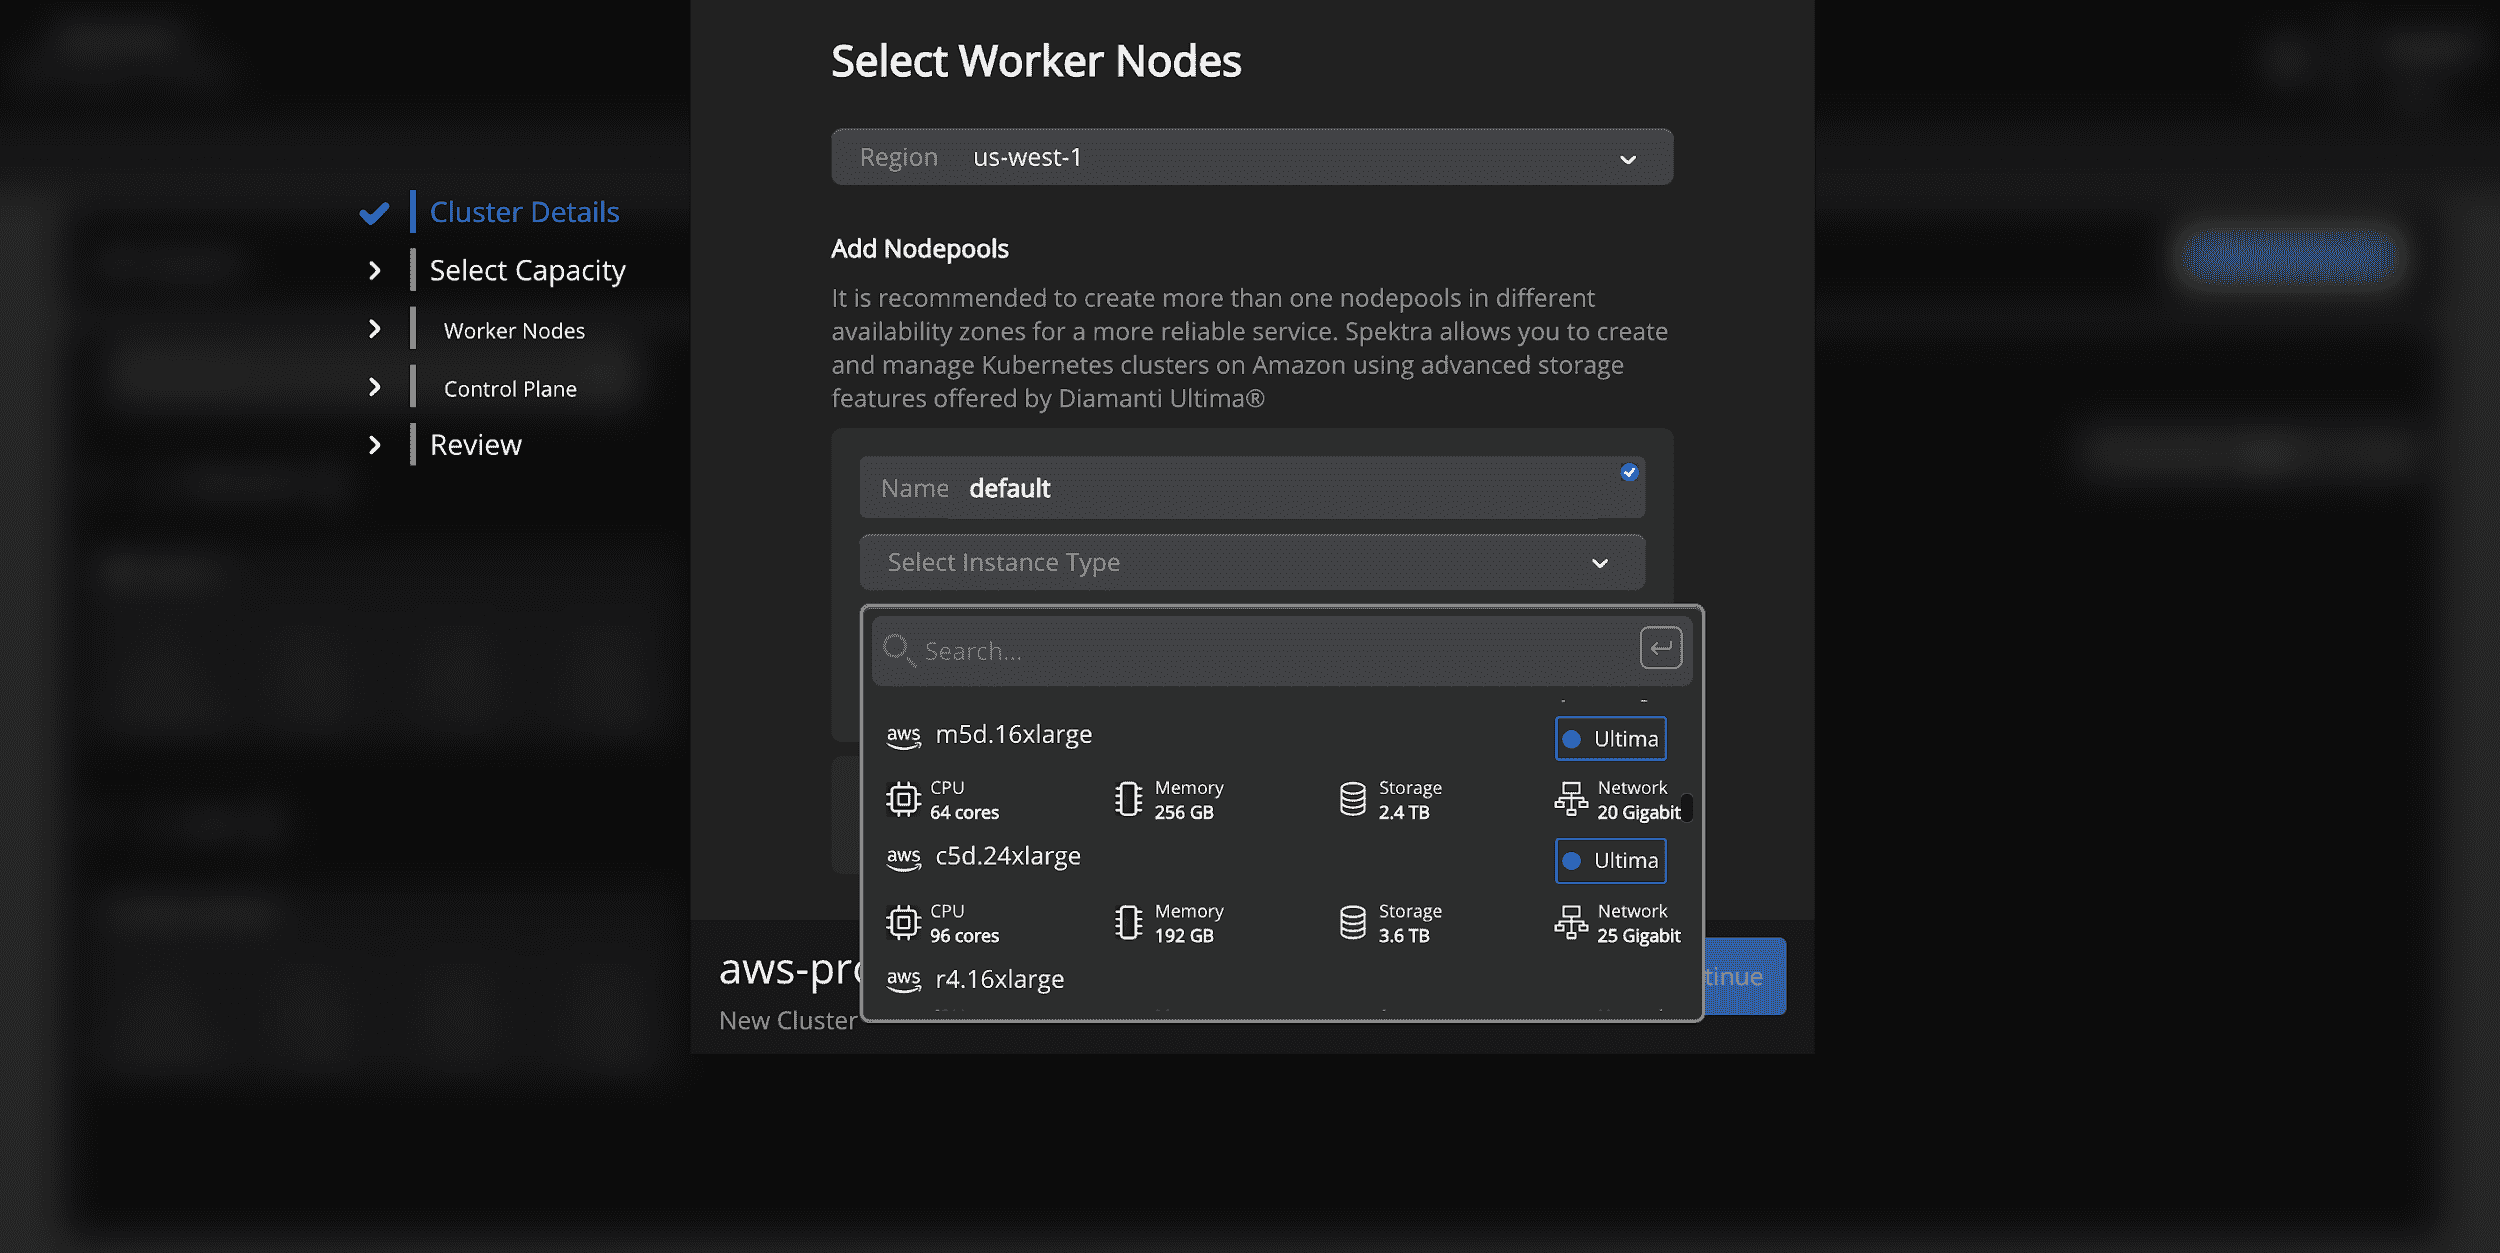 Select Worker Nodes
Region us-west-1
Cluster Details
Select Capacity
Worker Nodes
Control Plane
Review
Add Nodepools
It is recommended to create more than one nodepools in different
availability zones for a more reliable service. Spektra allows you to create
and manage Kubernetes clusters on Amazon using advanced storage
features offered by Diamanti Ultima®
Name default
Select Instance Type
Search...
aws m5d.16xlarge Ultima
CPU Memory Storage Network
64 cores 256 GB 2.4 TB 20 Gigabit
aws c5d.24xlarge Ultima
CPU Memory Storage Network
96 cores 192 GB 3.6 TB 25 Gigabit
aws r4.16xlarge
aws-pro
tinue
New Cluster